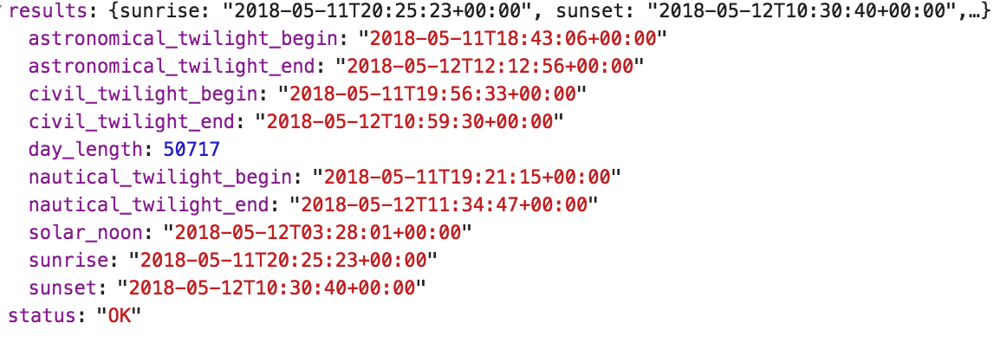 results: {sunrise: "2018-05-11T20:25:23+00:00", sunset: "2018-05-12T10:30:40+00:00",…}
astronomical_twilight_begin: "2018-05-11T18:43:06+00:00"
astronomical_twilight_end: "2018-05-12T12:12:56+00:00"
civil_twilight_begin: "2018-05-11T19:56:33+00:00"
civil_twilight_end: "2018-05-12T10:59:30+00:00"
day_length: 50717
nautical_twilight_begin: "2018-05-11T19:21:15+00:00"
nautical_twilight_end: "2018-05-12T11:34:47+00:00"
solar_noon: "2018-05-12T03:28:01+00:00"
sunrise: "2018-05-11T20:25:23+00:00"
sunset: "2018-05-12T10:30:40+00:00"
status: "OK"